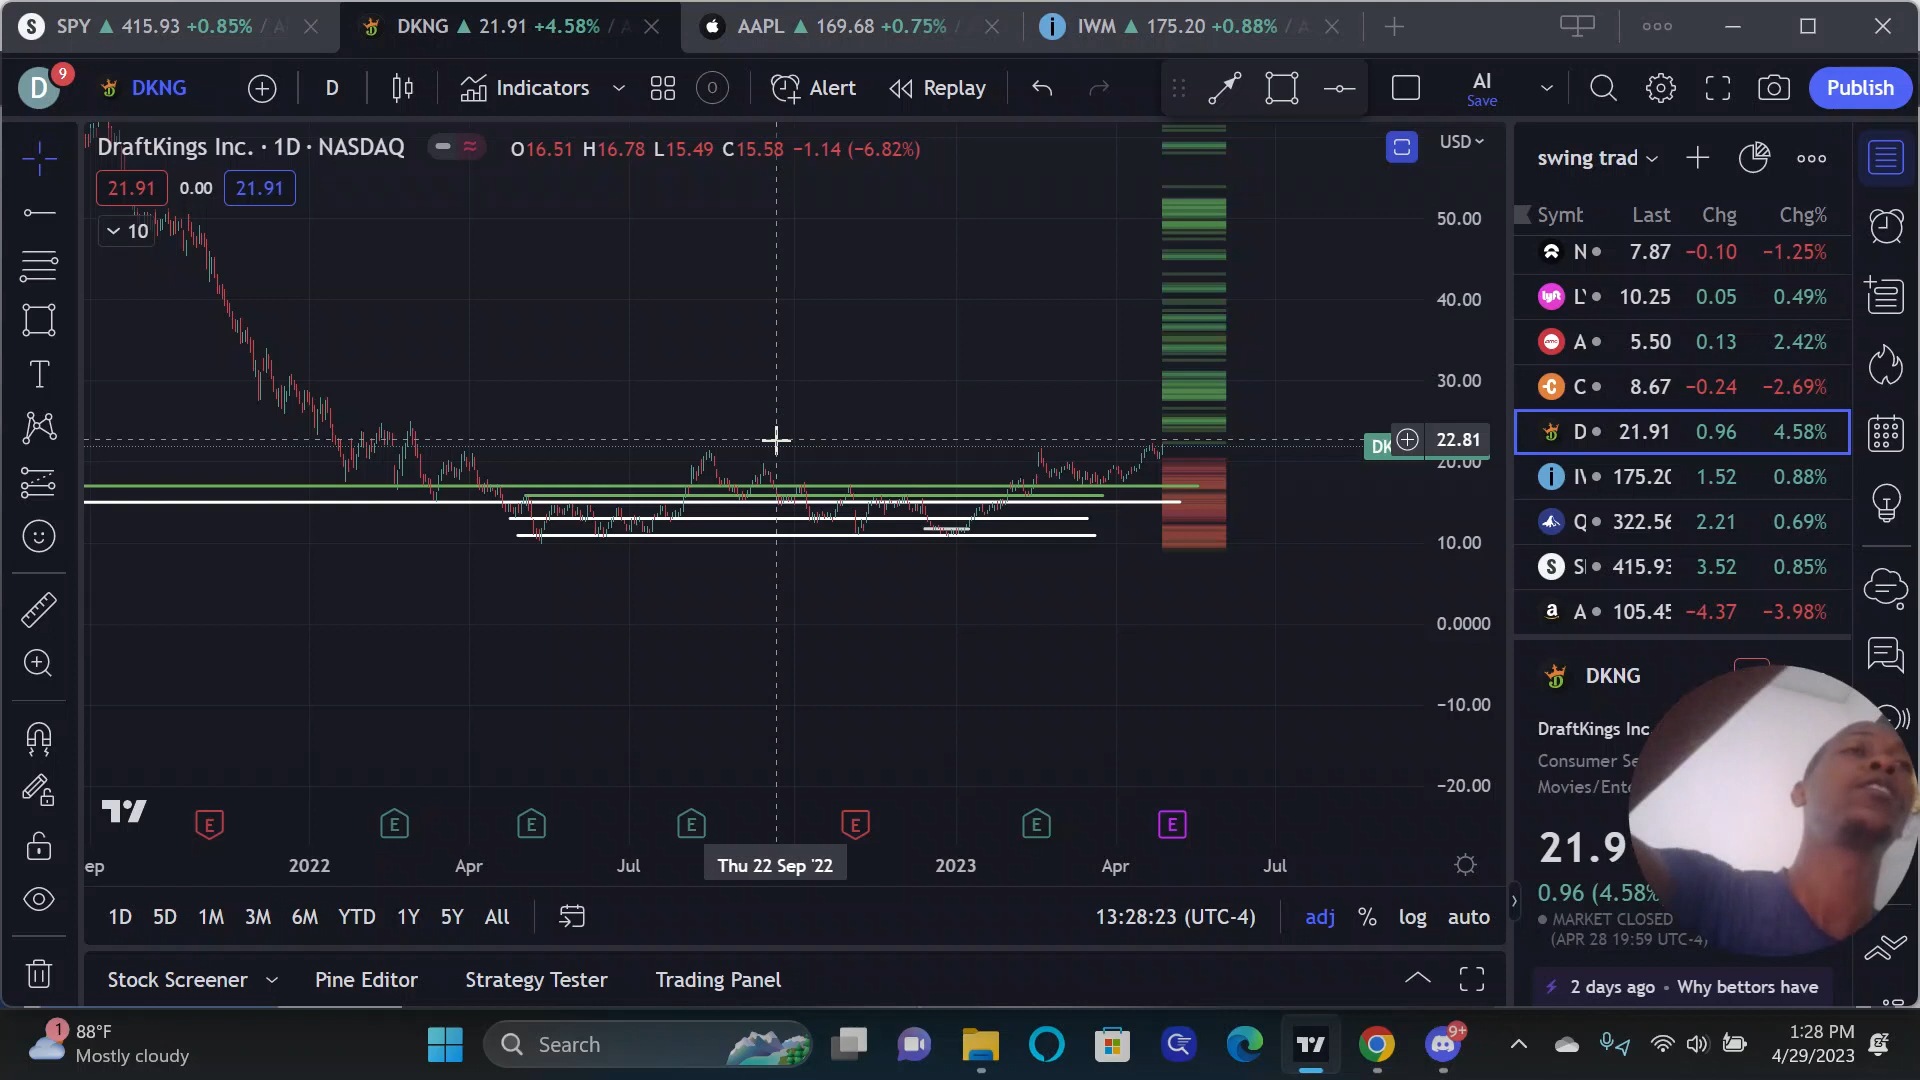 SPY ▲ 415.93 +0.85% / A
DKNG ▲ 21.91 +4.58% / A
AAPL ▲ 169.68 +0.75% /
IWM ▲ 175.20 +0.88% / A
D 9
DKNG
D
Indicators
Alert
Replay
AI
Save
Publish
DraftKings Inc. · 1D · NASDAQ
O16.51 H16.78 L15.49 C15.58 −1.14 (−6.82%)
USD
21.91 0.00 21.91
10
50.00
40.00
30.00
20.00
10.00
0.0000
−10.00
−20.00
DK
22.81
E E E E E E E
ep 2022 Apr Jul Thu 22 Sep '22 2023 Apr Jul
1D 5D 1M 3M 6M YTD 1Y 5Y All
13:28:23 (UTC-4)
adj % log auto
Stock Screener
Pine Editor
Strategy Tester
Trading Panel
swing trad
Symt Last Chg Chg%
N 7.87 −0.10 −1.25%
lyft L 10.25 0.05 0.49%
A 5.50 0.13 2.42%
C 8.67 −0.24 −2.69%
D 21.91 0.96 4.58%
I 175.20 1.52 0.88%
Q 322.56 2.21 0.69%
S 415.93 3.52 0.85%
a A 105.45 −4.37 −3.98%
DKNG
DraftKings Inc
Consumer Se
Movies/Ente
21.9
0.96 (4.58%
MARKET CLOSED
(APR 28 19:59 UTC-4)
2 days ago • Why bettors have
1
88°F
Mostly cloudy
Search
9+
1:28 PM
4/29/2023